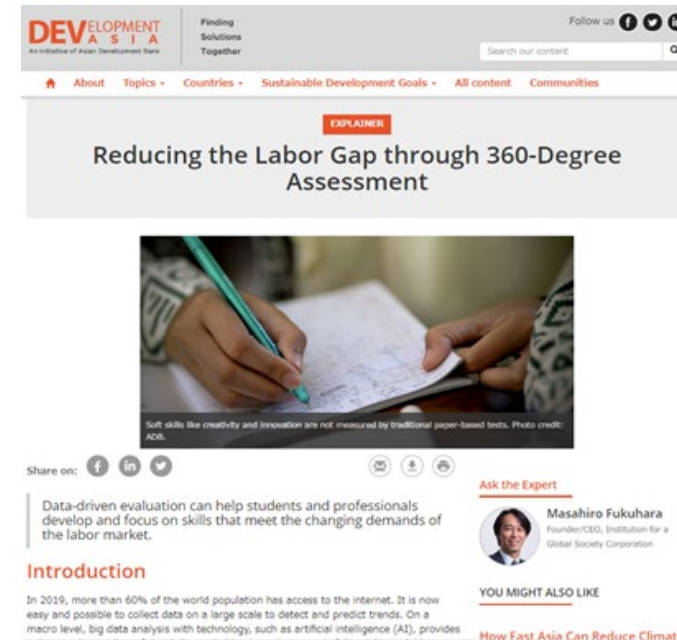 DEVELOPMENT
ASIA
An Initiative of Asian Development Bank
Finding
Solutions
Together
Follow us
Search our content
About Topics Countries Sustainable Development Goals All content Communities
EXPLAINER
Reducing the Labor Gap through 360-Degree
Assessment
Soft skills like creativity and innovation are not measured by traditional paper-based tests. Photo credit:
ADB.
Share on:
Data-driven evaluation can help students and professionals
develop and focus on skills that meet the changing demands of
the labor market.
Introduction
In 2019, more than 60% of the world population has access to the internet. It is now
easy and possible to collect data on a large scale to detect and predict trends. On a
macro level, big data analysis with technology, such as artificial intelligence (AI), provides
Ask the Expert
Masahiro Fukuhara
Founder/CEO, Institution for a
Global Society Corporation
YOU MIGHT ALSO LIKE
How East Asia Can Reduce Climat